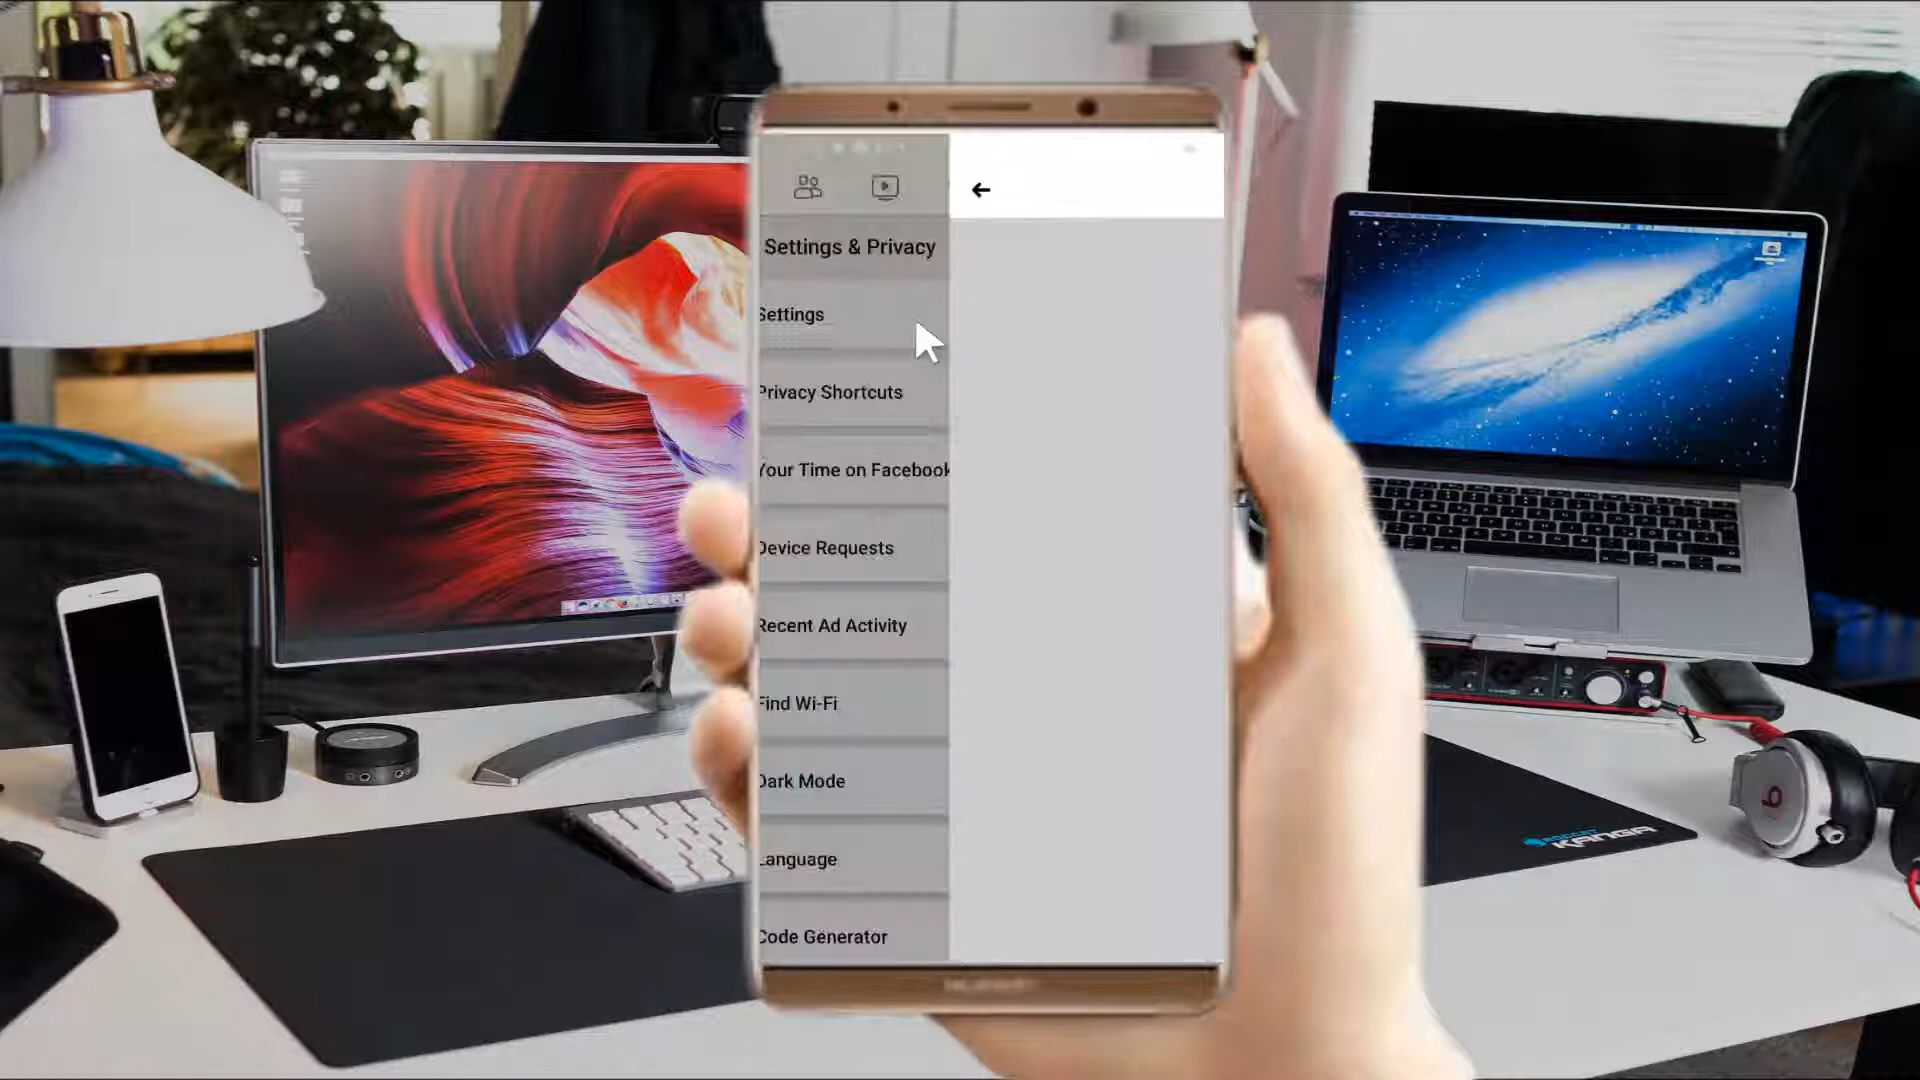 Settings & Privacy
Settings
Privacy Shortcuts
Your Time on Facebook
Device Requests
Recent Ad Activity
Find Wi-Fi
Dark Mode
Language
Code Generator
KANGA